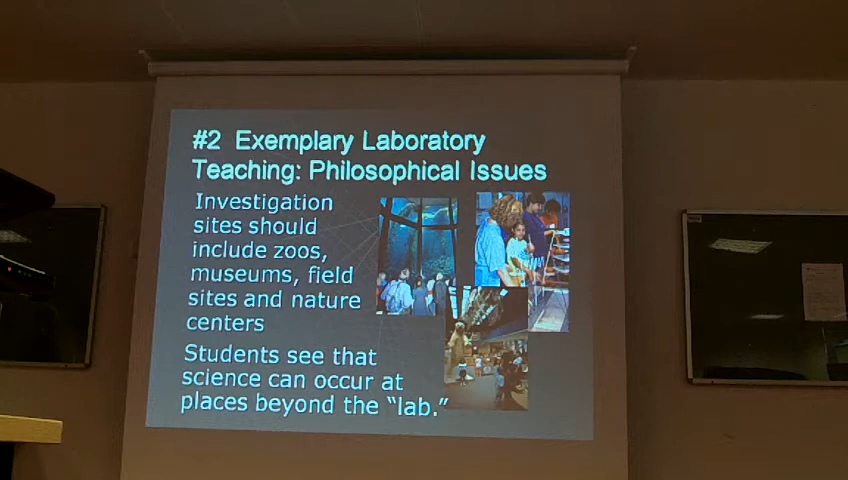 #2 Exemplary Laboratory
Teaching: Philosophical Issues
Investigation
sites should
include zoos,
museums, field
sites and nature
centers
Students see that
science can occur at
places beyond the “lab.”